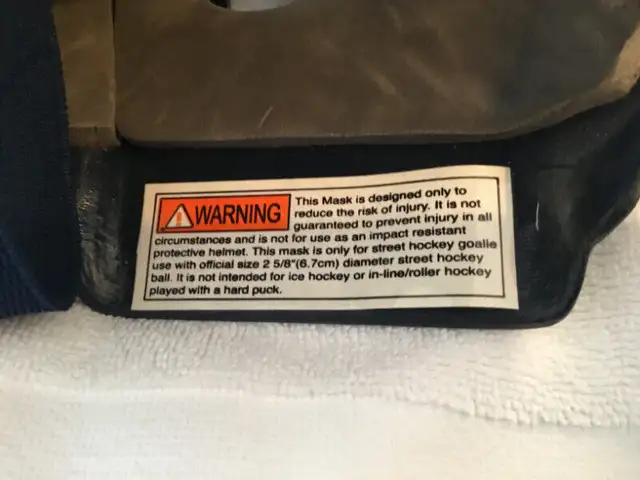 WARNING This Mask is designed only to
reduce the risk of injury. It is not
guaranteed to prevent injury in all
circumstances and is not for use as an impact resistant
protective helmet. This mask is only for street hockey goalie
use with official size 2 5/8"(6.7cm) diameter street hockey
ball. It is not intended for ice hockey or in-line/roller hockey
played with a hard puck.